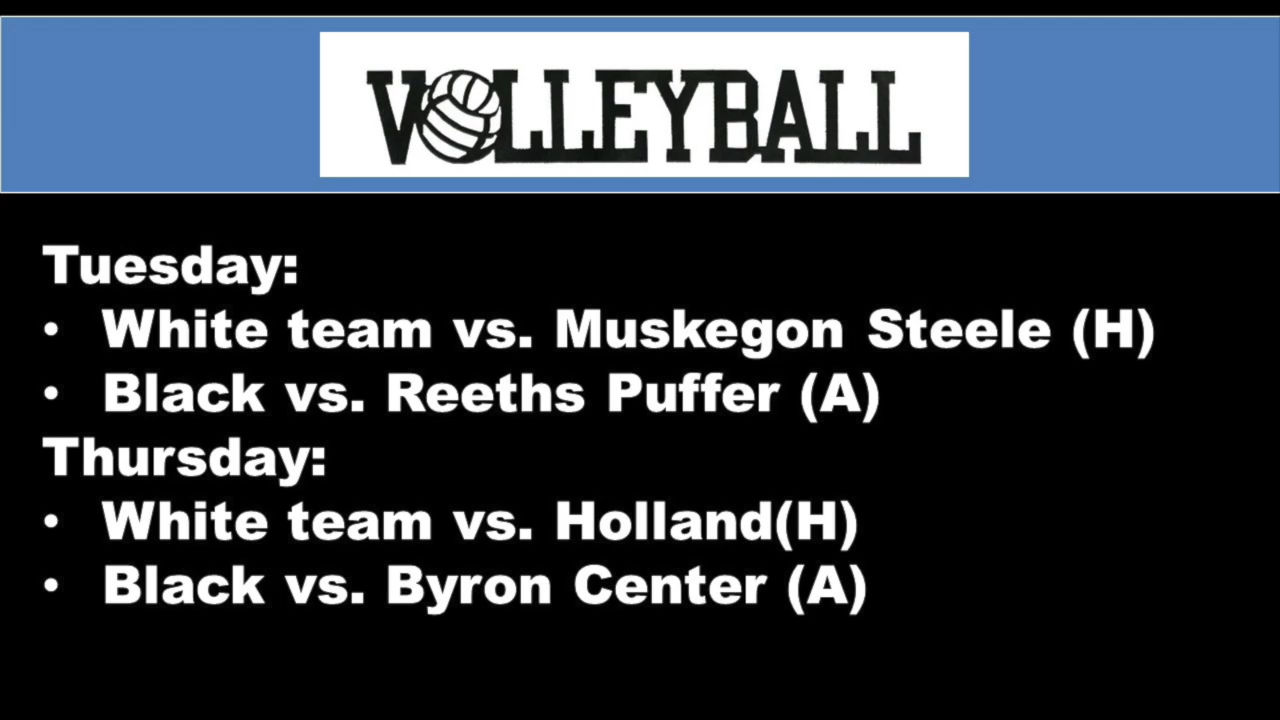 VOLLEYBALL
Tuesday:
• White team vs. Muskegon Steele (H)
• Black vs. Reeths Puffer (A)
Thursday:
• White team vs. Holland(H)
• Black vs. Byron Center (A)